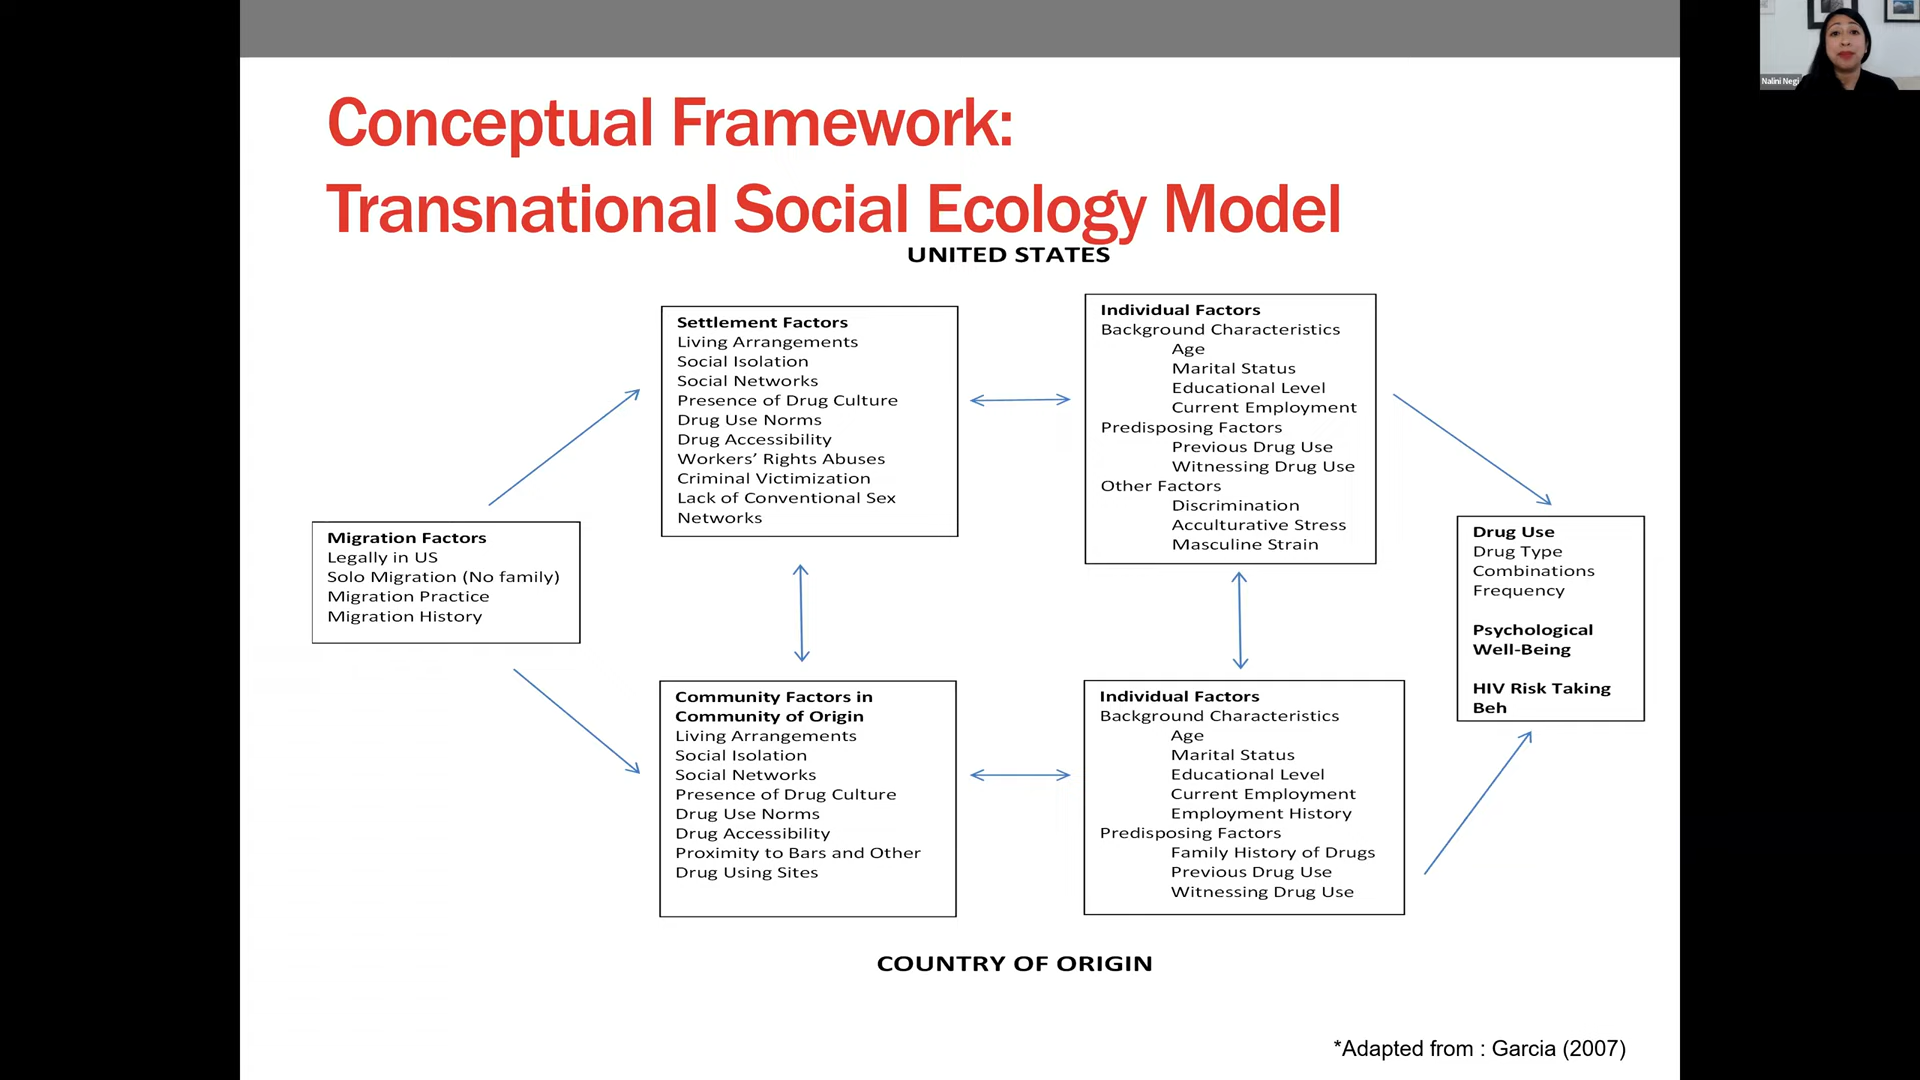 Conceptual Framework:
Transnational Social Ecology Model
UNITED STATES
Settlement Factors
Living Arrangements
Social Isolation
Social Networks
Presence of Drug Culture
Drug Use Norms
Drug Accessibility
Workers’ Rights Abuses
Criminal Victimization
Lack of Conventional Sex
Networks
Individual Factors
Background Characteristics
Age
Marital Status
Educational Level
Current Employment
Predisposing Factors
Previous Drug Use
Witnessing Drug Use
Other Factors
Discrimination
Acculturative Stress
Masculine Strain
Migration Factors
Legally in US
Solo Migration (No family)
Migration Practice
Migration History
Drug Use
Drug Type
Combinations
Frequency
Psychological
Well-Being
HIV Risk Taking
Beh
Community Factors in
Community of Origin
Living Arrangements
Social Isolation
Social Networks
Presence of Drug Culture
Drug Use Norms
Drug Accessibility
Proximity to Bars and Other
Drug Using Sites
Individual Factors
Background Characteristics
Age
Marital Status
Educational Level
Current Employment
Employment History
Predisposing Factors
Family History of Drugs
Previous Drug Use
Witnessing Drug Use
COUNTRY OF ORIGIN
*Adapted from : Garcia (2007)
Nalini Negi